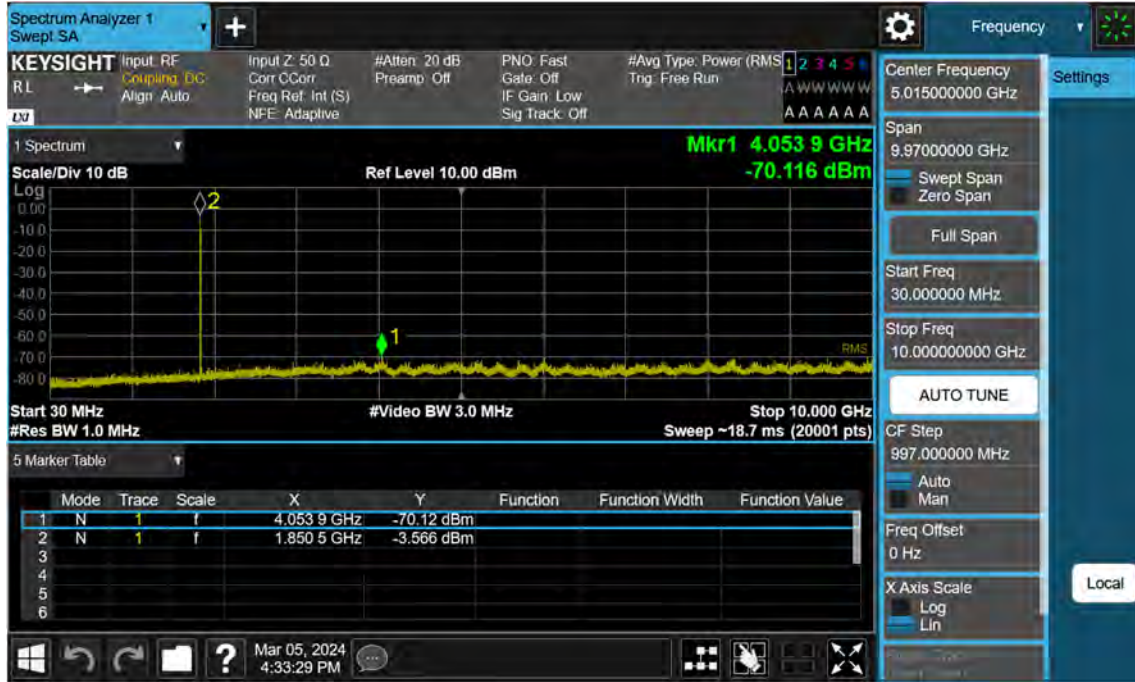 Spectrum Analyzer 1
Swept SA
+
Frequency
KEYSIGHT
R L
LXI
Input: RF
Coupling: DC
Align: Auto
Input Z: 50 Ω
Corr CCorr
Freq Ref: Int (S)
NFE: Adaptive
#Atten: 20 dB
Preamp: Off
PNO: Fast
Gate: Off
IF Gain: Low
Sig Track: Off
#Avg Type: Power (RMS
Trig: Free Run
1 2 3 4 5 6
A W W W W W
A A A A A A
Center Frequency
5.015000000 GHz
Settings
1 Spectrum
Scale/Div 10 dB
Ref Level 10.00 dBm
Mkr1 4.053 9 GHz
-70.116 dBm
Log
0.00
-10.0
-20.0
-30.0
-40.0
-50.0
-60.0
-70.0
-80.0
2
1
RMS
Start 30 MHz
#Video BW 3.0 MHz
Stop 10.000 GHz
#Res BW 1.0 MHz
Sweep ~18.7 ms (20001 pts)
Span
9.97000000 GHz
Swept Span
Zero Span
Full Span
Start Freq
30.000000 MHz
Stop Freq
10.000000000 GHz
AUTO TUNE
CF Step
997.000000 MHz
Auto
Man
Freq Offset
0 Hz
X Axis Scale
Log
Lin
Local
5 Marker Table
Mode Trace Scale X Y Function Function Width Function Value
1 N 1 f 4.053 9 GHz -70.12 dBm
2 N 1 f 1.850 5 GHz -3.566 dBm
3
4
5
6
?
Mar 05, 2024
4:33:29 PM